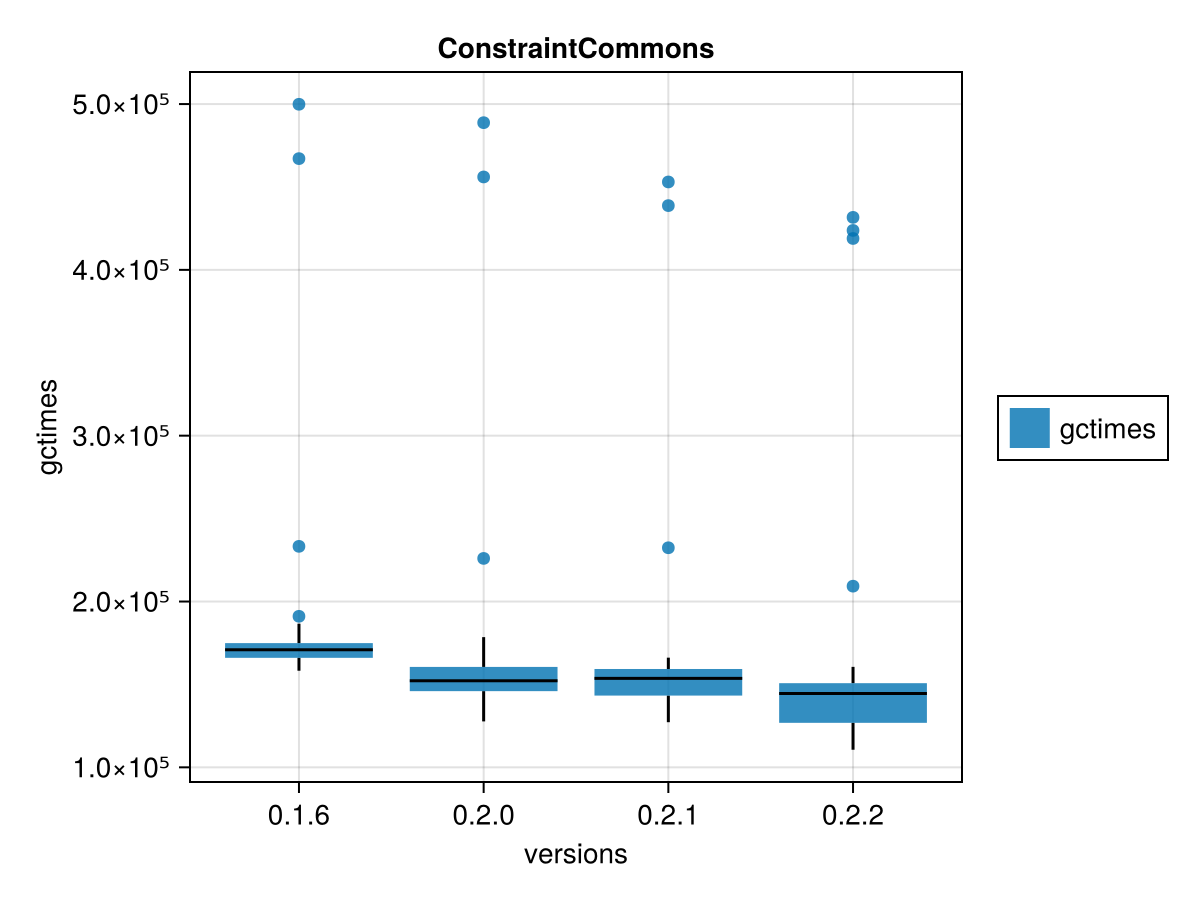 ConstraintCommons
5.0×10⁵
4.0×10⁵
3.0×10⁵
2.0×10⁵
1.0×10⁵
gctimes
0.1.6
0.2.0
0.2.1
0.2.2
versions
gctimes